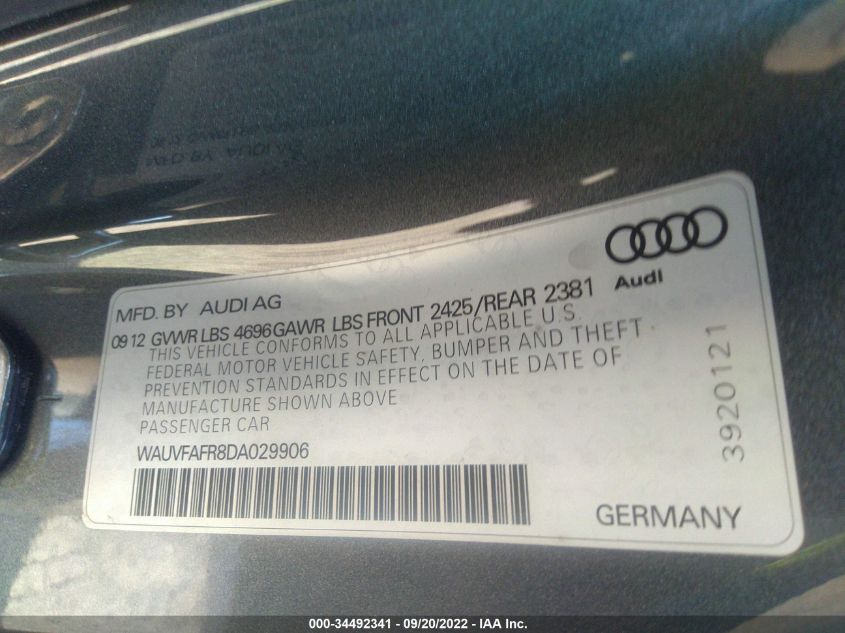 Audi
MFD. BY AUDI AG
09 12 GVWR LBS 4696 GAWR LBS FRONT 2425/REAR 2381
THIS VEHICLE CONFORMS TO ALL APPLICABLE U.S.
FEDERAL MOTOR VEHICLE SAFETY, BUMPER AND THEFT
PREVENTION STANDARDS IN EFFECT ON THE DATE OF
MANUFACTURE SHOWN ABOVE
PASSENGER CAR
WAUVFAFR8DA029906
GERMANY
3920121
000-34492341 - 09/20/2022 - IAA Inc.